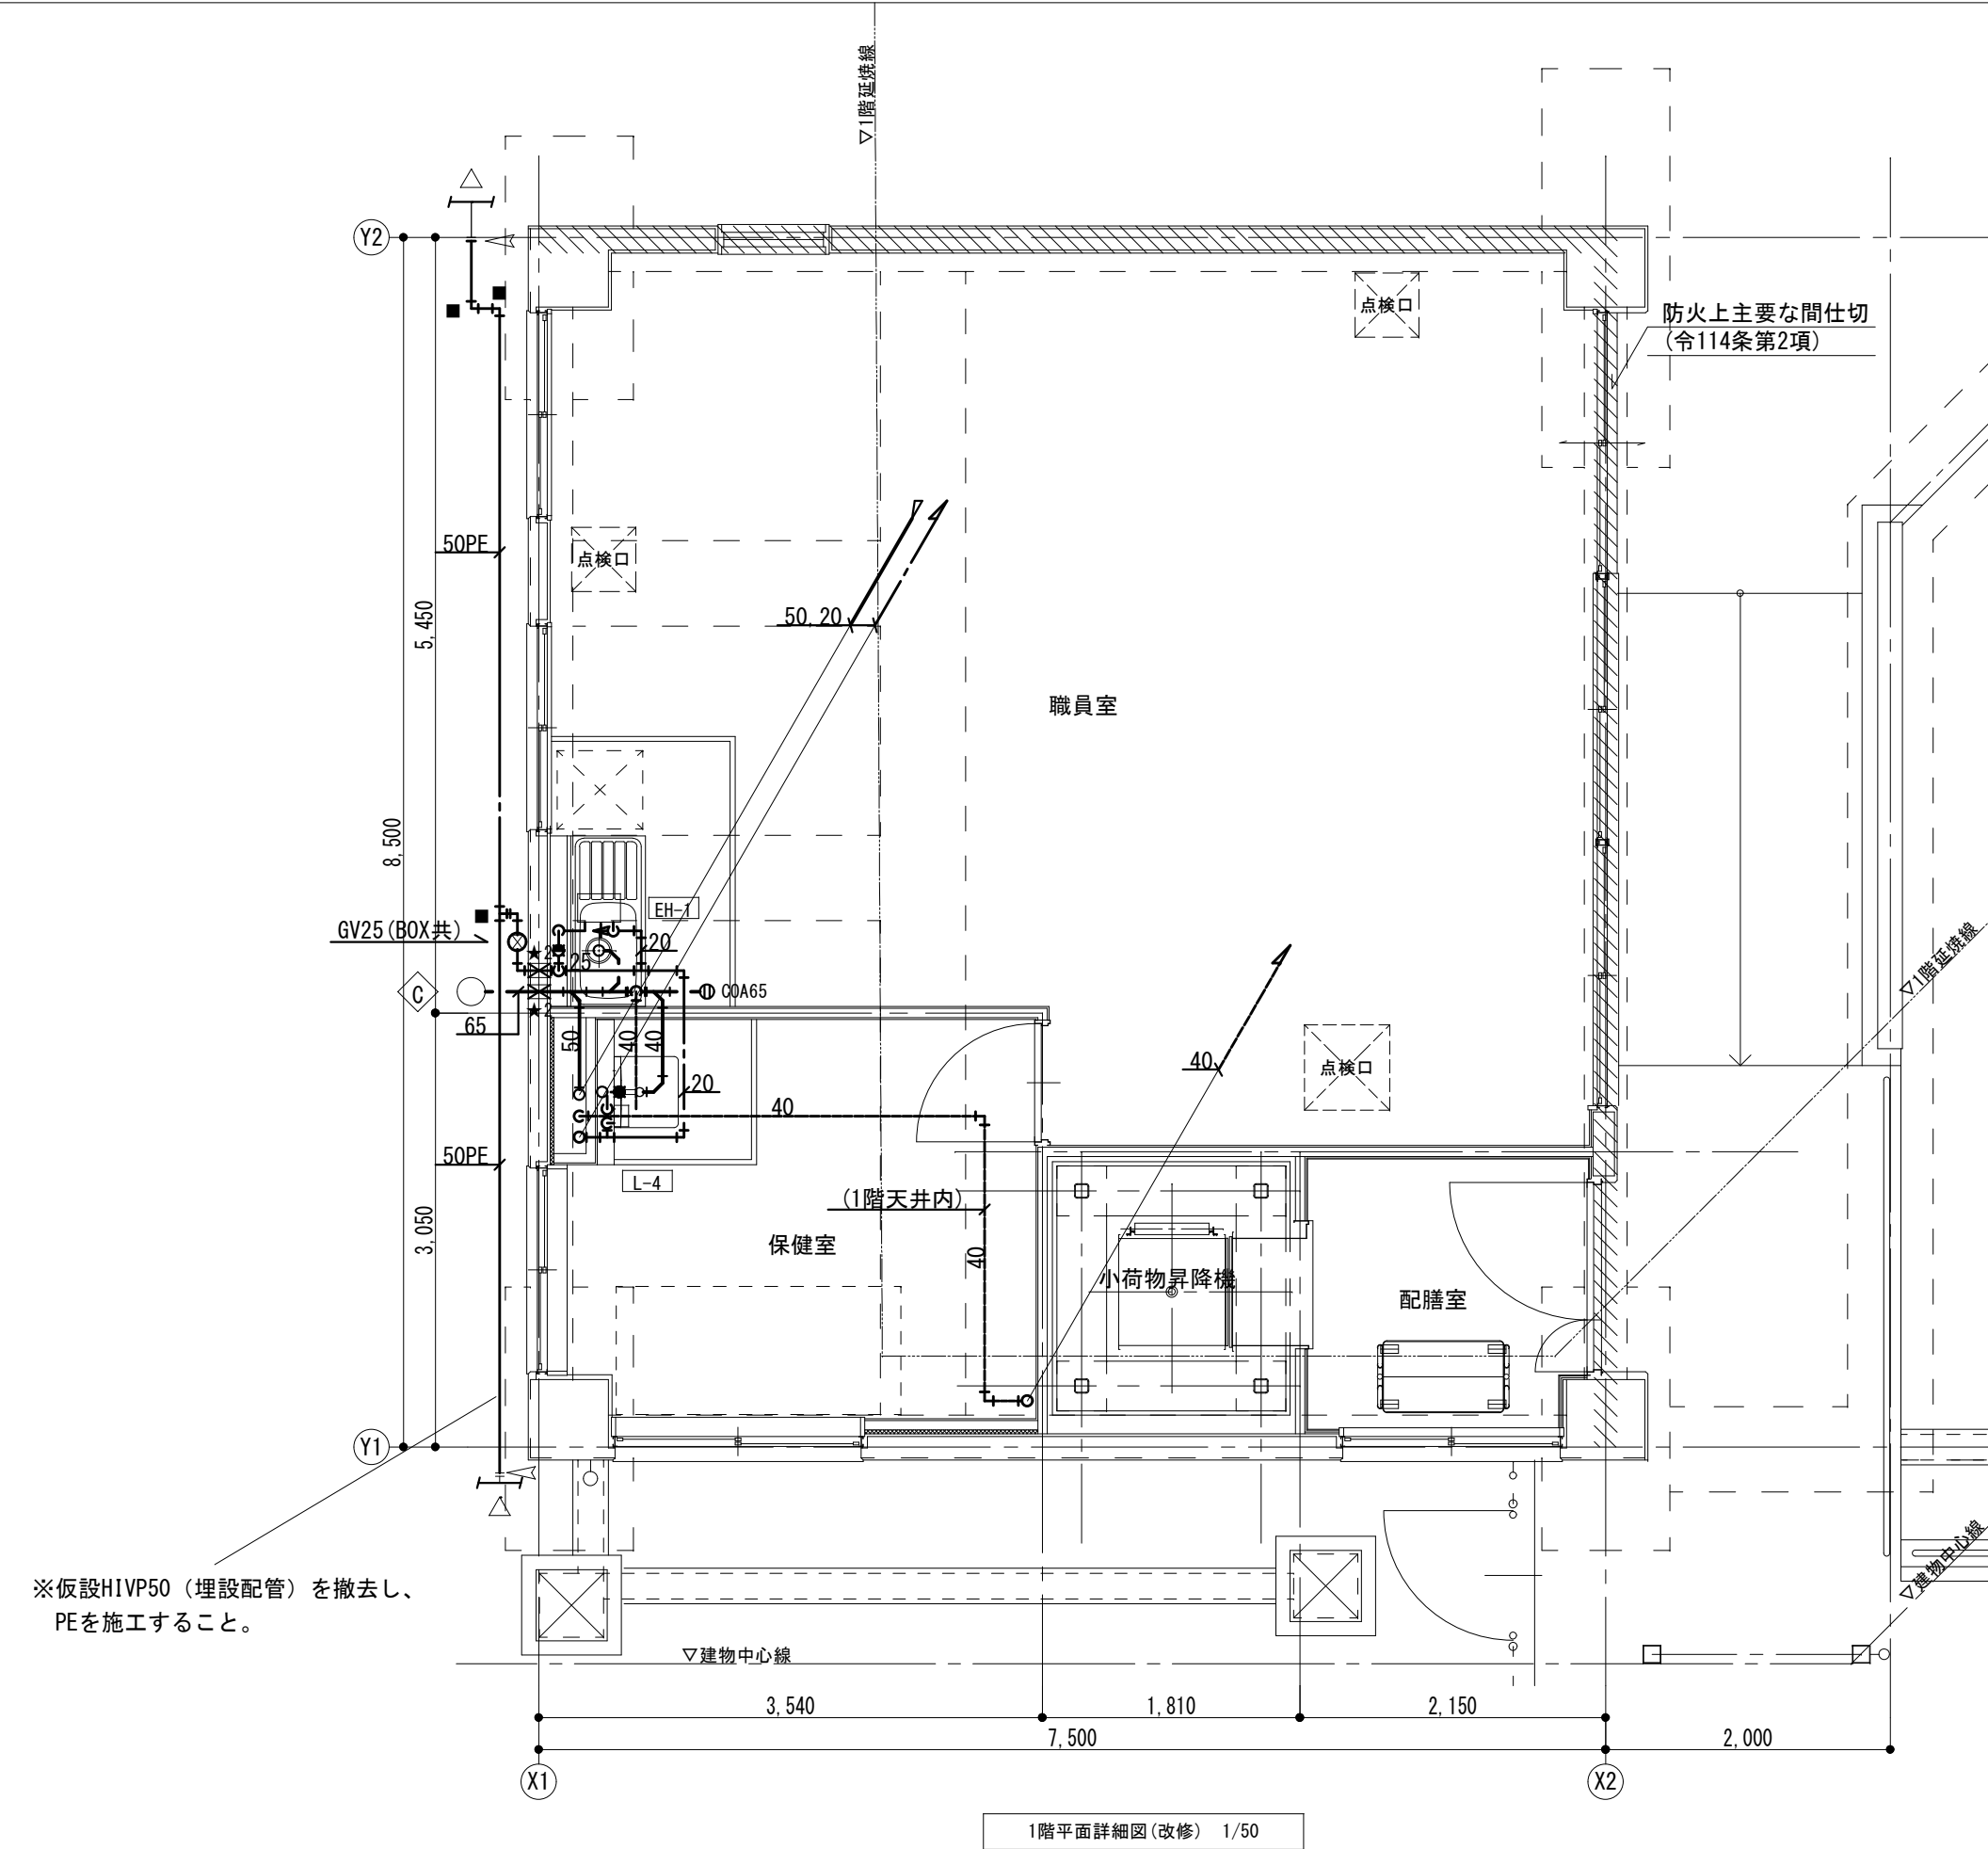 ▽1階延焼線
Y2
点検口
防火上主要な間仕切
(令114条第2項)
50PE
点検口
50,20
5,450
職員室
8,500
EH-1
GV25(BOX共)
★
20
25
▽1階延焼線
C
COA65
★
65
50
40
40
40
点検口
20
40
50PE
L-4
(1階天井内)
3,050
保健室
40
小荷物昇降機
配膳室
Y1
※仮設HIVP50（埋設配管）を撤去し、
PEを施工すること。
▽建物中心線
▽建物中心線
3,540
1,810
2,150
7,500
2,000
X1
X2
1階平面詳細図(改修) 1/50